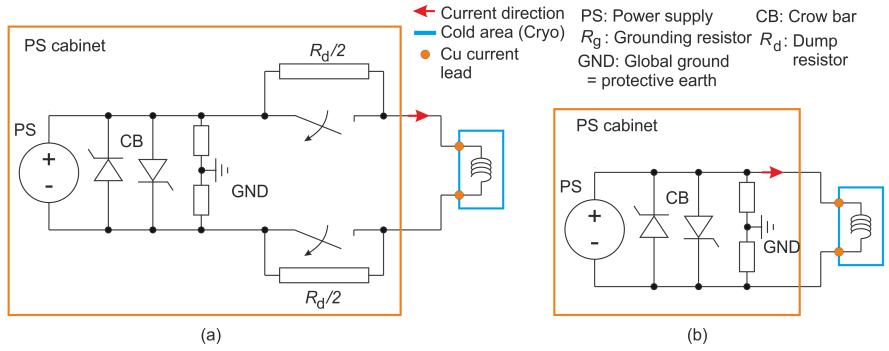 PS cabinet
R_d/2
PS
+
-
CB
GND
R_d/2
(a)
Current direction
Cold area (Cryo)
Cu current
lead
PS: Power supply
R_g: Grounding resistor
GND: Global ground
= protective earth
CB: Crow bar
R_d: Dump
resistor
PS cabinet
PS
+
-
CB
GND
(b)